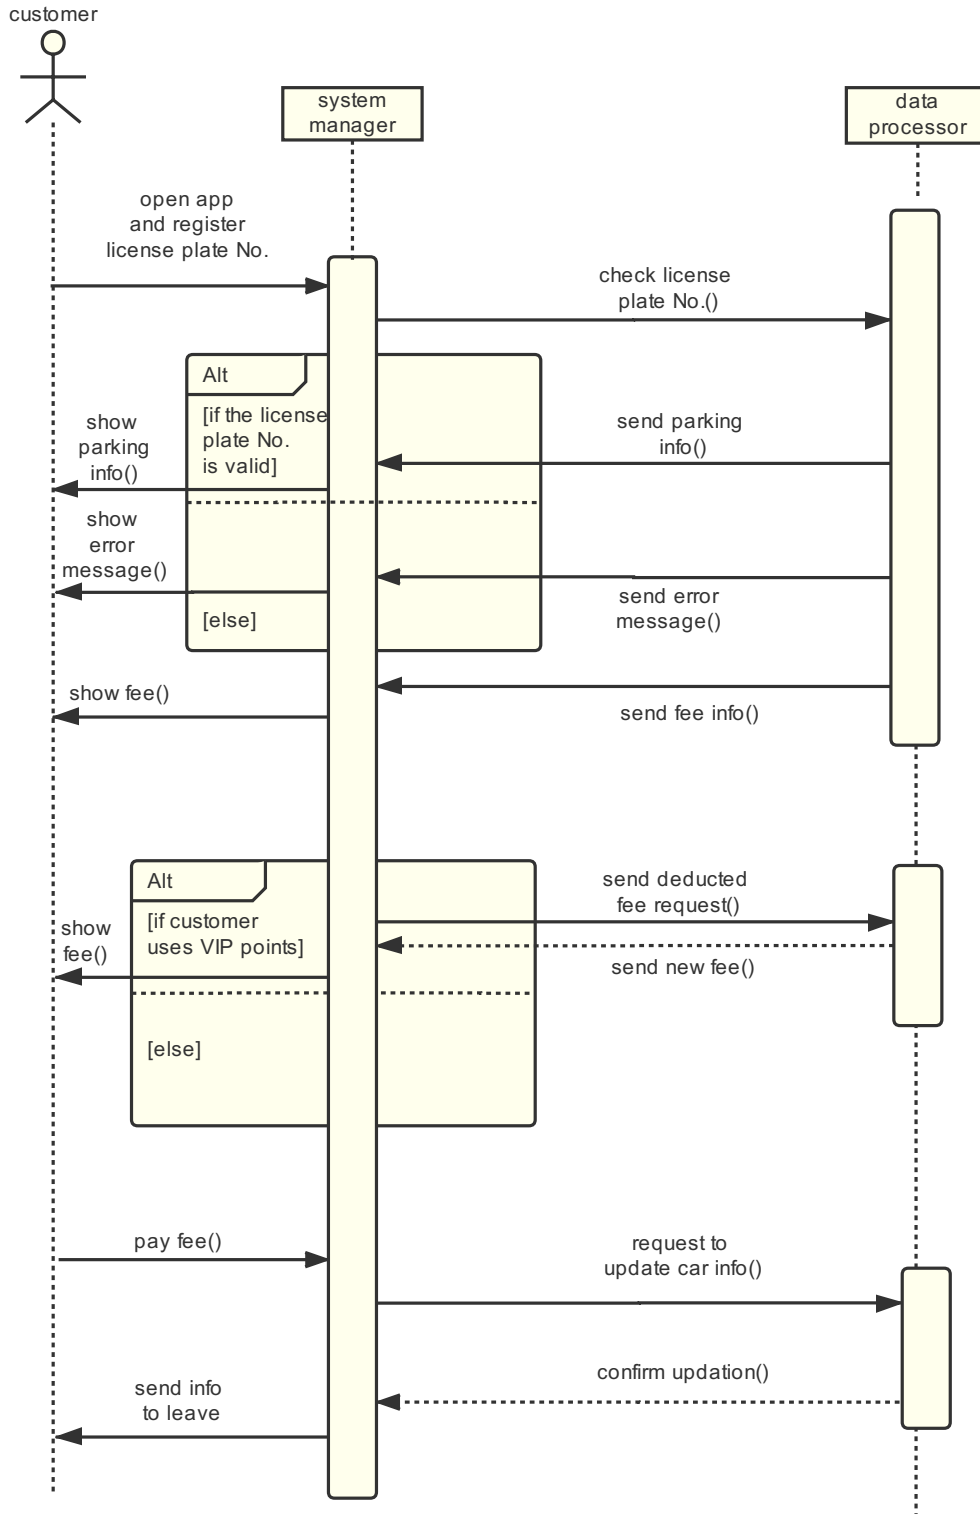 customer
system
manager
data
processor
open app
and register
license plate No.
check license
plate No.()
Alt
[if the license
plate No.
is valid]
show
parking
info()
send parking
info()
show
error
message()
send error
message()
[else]
show fee()
send fee info()
Alt
[if customer
uses VIP points]
show
fee()
send deducted
fee request()
send new fee()
[else]
pay fee()
request to
update car info()
confirm updation()
send info
to leave